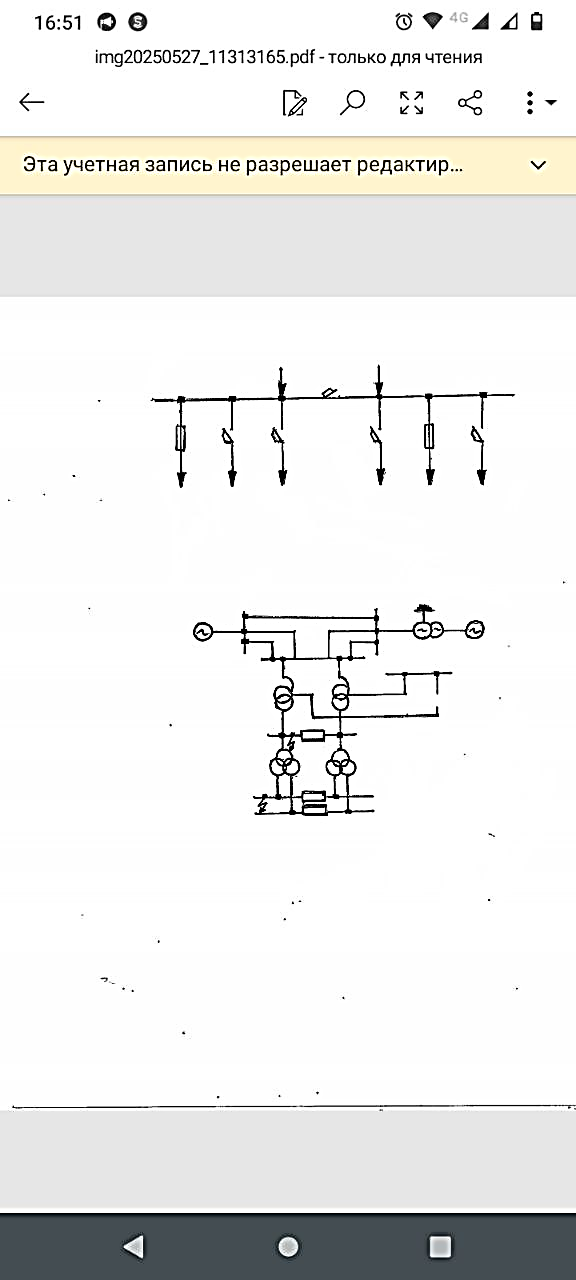 16:51
4G
img20250527_11313165.pdf - только для чтения
Эта учетная запись не разрешает редактир...